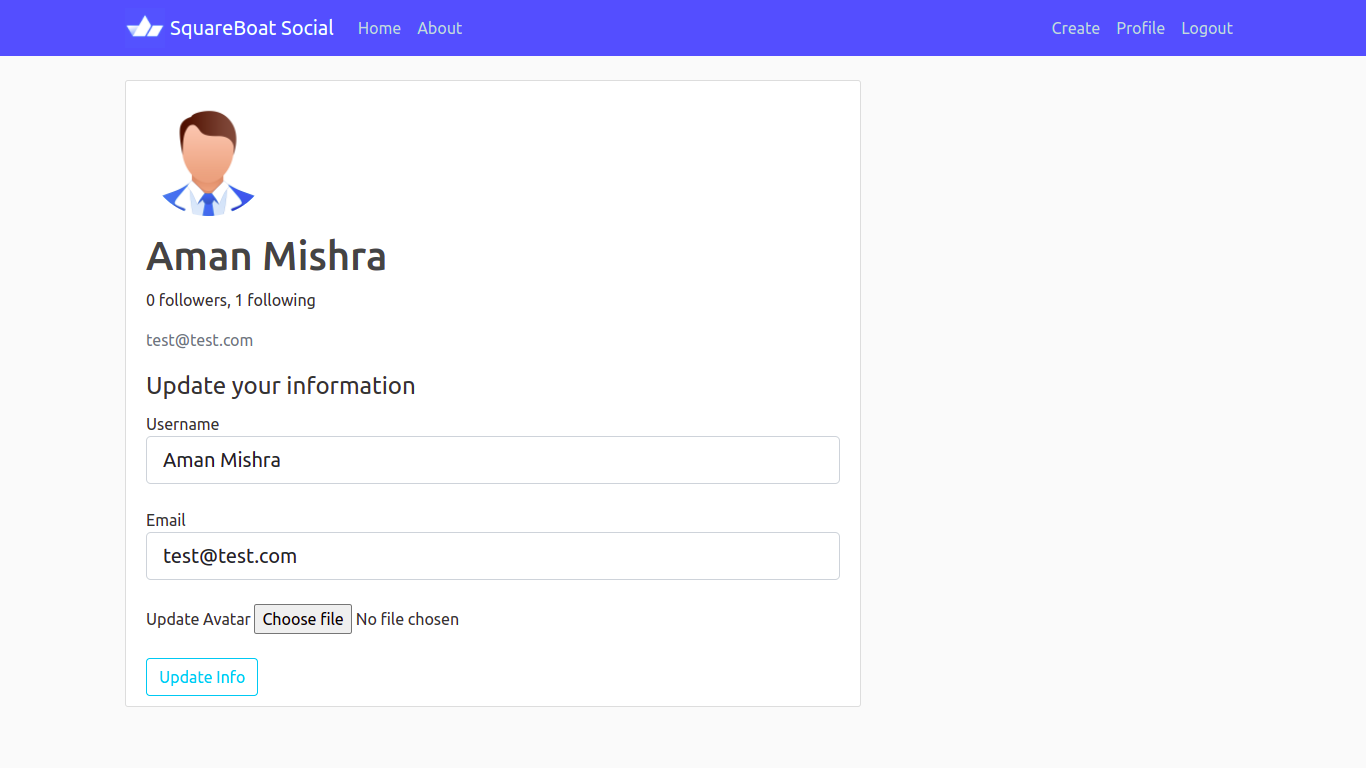 SquareBoat Social Home About Create Profile Logout
Aman Mishra
0 followers, 1 following
test@test.com
Update your information
Username
Aman Mishra
Email
test@test.com
Update Avatar Choose file No file chosen
Update Info